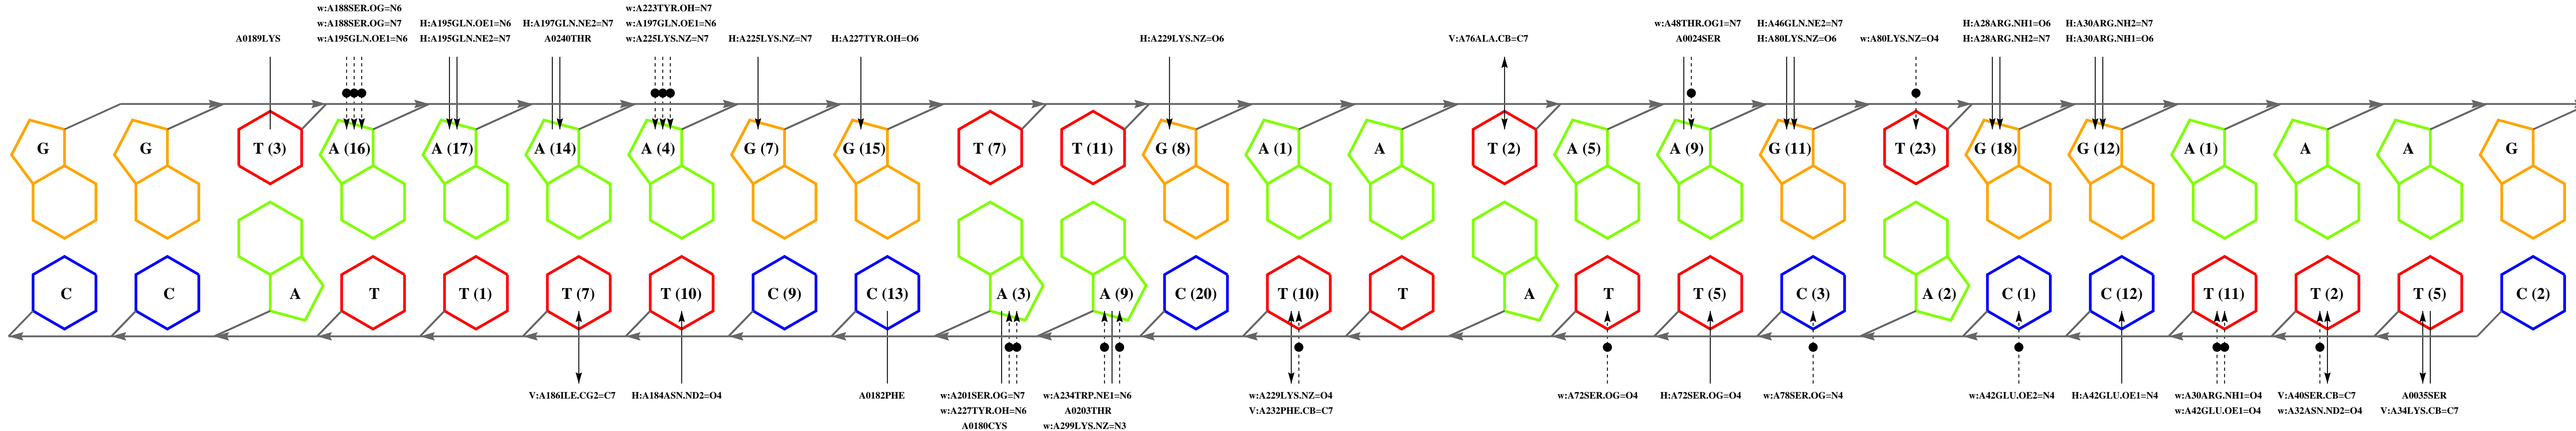 w:A188SER.OG=N6 w:A223TYR.OH=N7
w:A188SER.OG=N7 H:A195GLN.OE1=N6 H:A197GLN.NE2=N7 w:A197GLN.OE1=N6 w:A48THR.OG1=N7 H:A46GLN.NE2=N7 H:A28ARG.NH1=O6 H:A30ARG.NH2=N7
A0189LYS w:A195GLN.OE1=N6 H:A195GLN.NE2=N7 A0240THR w:A225LYS.NZ=N7 H:A225LYS.NZ=N7 H:A227TYR.OH=O6 H:A229LYS.NZ=O6 V:A76ALA.CB=C7 A0024SER H:A80LYS.NZ=O6 w:A80LYS.NZ=O4 H:A28ARG.NH2=N7 H:A30ARG.NH1=O6
G G T (3) A (16) A (17) A (14) A (4) G (7) G (15) T (7) T (11) G (8) A (1) A T (2) A (5) A (9) G (11) T (23) G (18) G (12) A (1) A A G
C C A T T (1) T (7) T (10) C (9) C (13) A (3) A (9) C (20) T (10) T A T T (5) C (3) A (2) C (1) C (12) T (11) T (2) T (5) C (2)
V:A186ILE.CG2=C7 H:A184ASN.ND2=O4 A0182PHE w:A201SER.OG=N7 w:A234TRP.NE1=N6 w:A229LYS.NZ=O4 w:A72SER.OG=O4 H:A72SER.OG=O4 w:A78SER.OG=N4 w:A42GLU.OE2=N4 H:A42GLU.OE1=N4 w:A30ARG.NH1=O4 V:A40SER.CB=C7 A0035SER
w:A227TYR.OH=N6 A0203THR V:A232PHE.CB=C7 w:A42GLU.OE1=O4 w:A32ASN.ND2=O4 V:A34LYS.CB=C7
A0180CYS w:A299LYS.NZ=N3